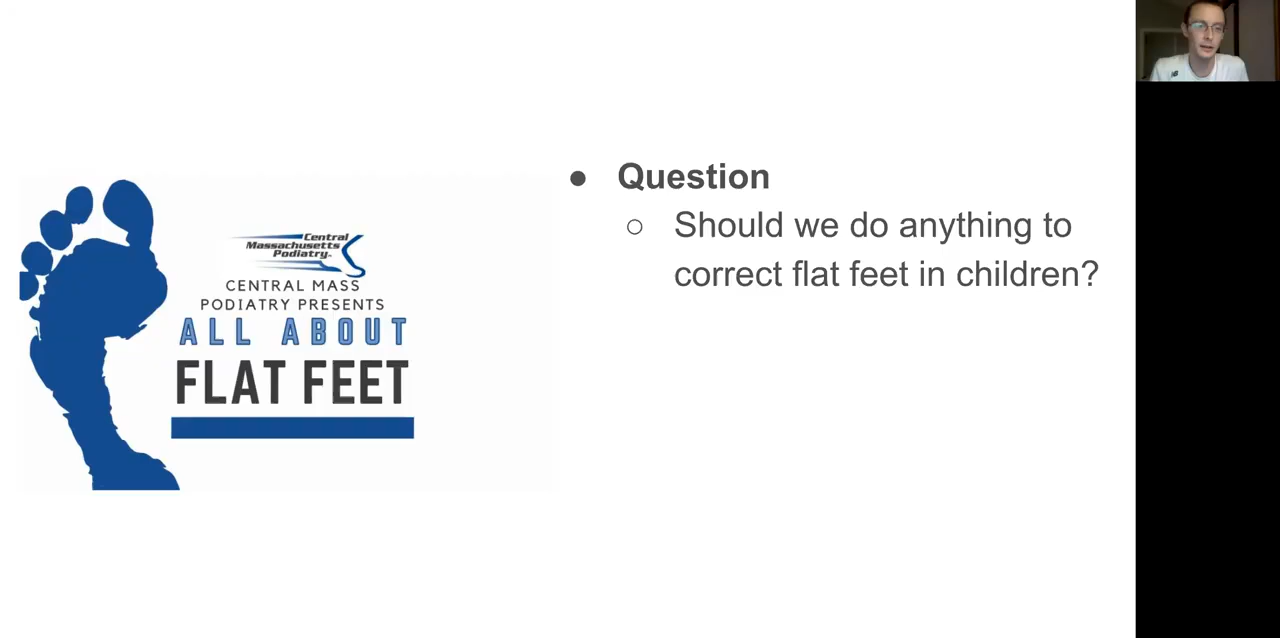 Question
Should we do anything to
correct flat feet in children?
Central
Massachusetts
Podiatry
CENTRAL MASS
PODIATRY PRESENTS
ALL ABOUT
FLAT FEET